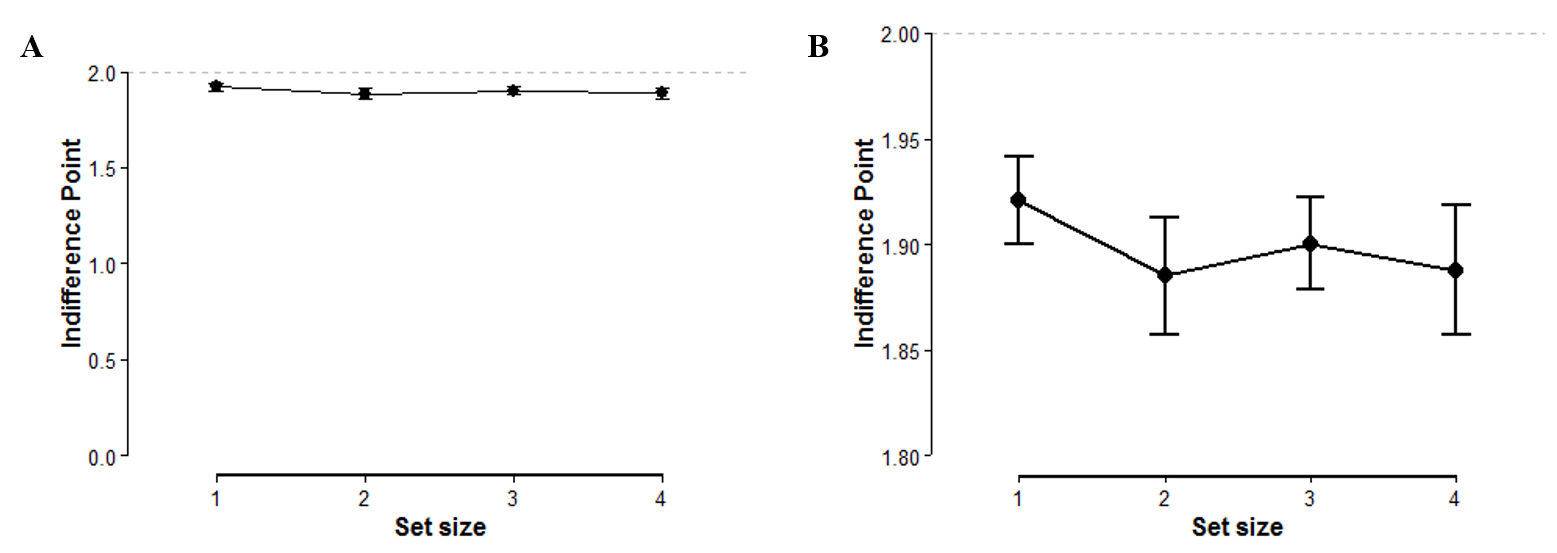 A
Indifference Point
2.0
1.5
1.0
0.5
0.0
1 2 3 4
Set size
B
Indifference Point
2.00
1.95
1.90
1.85
1.80
1 2 3 4
Set size